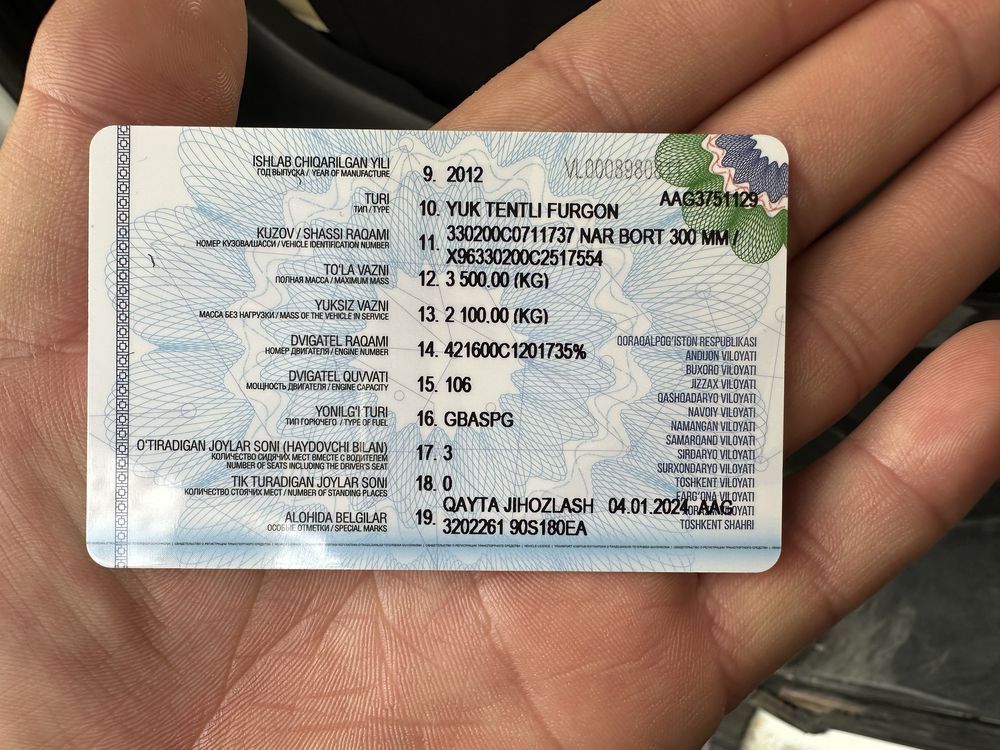 ISHLAB CHIQARILGAN YILI
ГОД ВЫПУСКА / YEAR OF MANUFACTURE
9. 2012
AAG3751129
TURI
ТИП / TYPE
10. YUK TENTLI FURGON
KUZOV / SHASSI RAQAMI
НОМЕР КУЗОВА/ШАССИ / VEHICLE IDENTIFICATION NUMBER
11. 330200C0711737 NAR BORT 300 MM /
X96330200C2517554
TO'LA VAZNI
ПОЛНАЯ МАССА / MAXIMUM MASS
12. 3 500.00 (KG)
YUKSIZ VAZNI
МАССА БЕЗ НАГРУЗКИ / MASS OF THE VEHICLE IN SERVICE
13. 2 100.00 (KG)
DVIGATEL RAQAMI
НОМЕР ДВИГАТЕЛЯ / ENGINE NUMBER
14. 421600C1201735%
DVIGATEL QUVVATI
МОЩНОСТЬ ДВИГАТЕЛЯ / ENGINE CAPACITY
15. 106
YONILG'I TURI
ТИП ГОРЮЧЕГО / TYPE OF FUEL
16. GBASPG
O'TIRADIGAN JOYLAR SONI (HAYDOVCHI BILAN)
КОЛИЧЕСТВО СИДЯЧИХ МЕСТ ВМЕСТЕ С ВОДИТЕЛЕМ
NUMBER OF SEATS INCLUDING THE DRIVER'S SEAT
17. 3
TIK TURADIGAN JOYLAR SONI
КОЛИЧЕСТВО СТОЯЧИХ МЕСТ / NUMBER OF STANDING PLACES
18. 0
ALOHIDA BELGILAR
ОСОБЫЕ ОТМЕТКИ / SPECIAL MARKS
19. QAYTA JIHOZLASH 04.01.2024 AAG
3202261 90S180EA
QORAQALPOG'ISTON RESPUBLIKASI
ANDIJON VILOYATI
BUXORO VILOYATI
JIZZAX VILOYATI
QASHQADARYO VILOYATI
NAVOIY VILOYATI
NAMANGAN VILOYATI
SAMARQAND VILOYATI
SIRDARYO VILOYATI
SURXONDARYO VILOYATI
TOSHKENT VILOYATI
FARG'ONA VILOYATI
VILOYATI
TOSHKENT SHAHRI